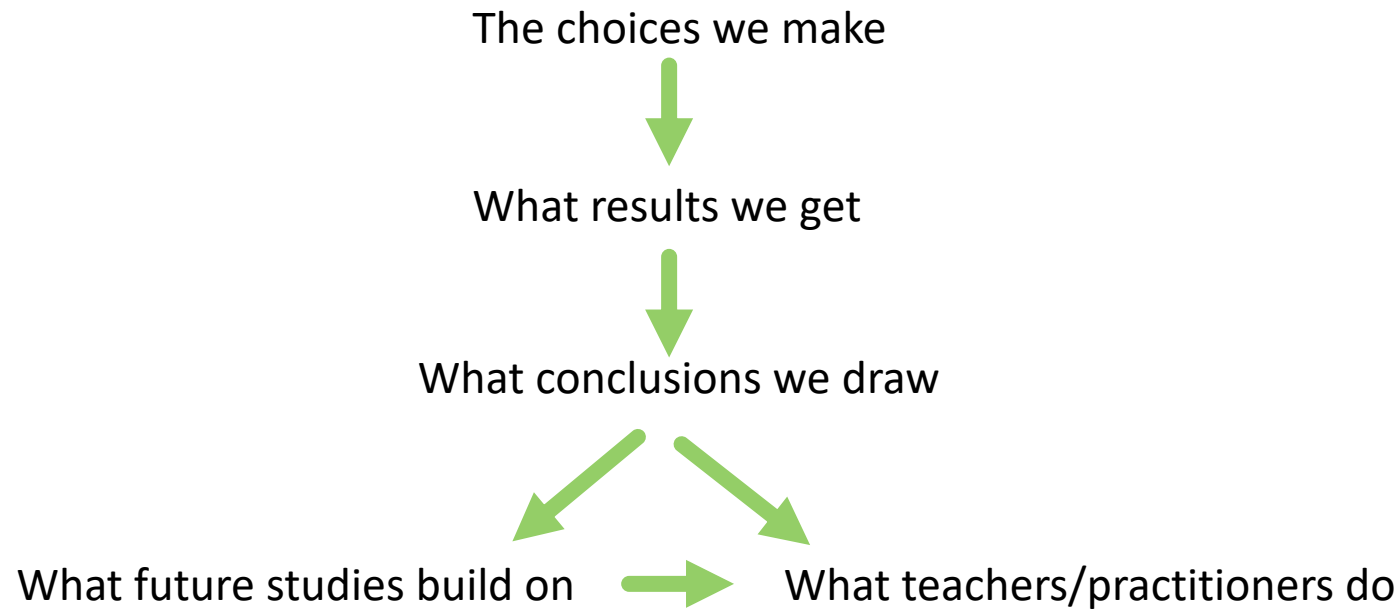 The choices we make
What results we get
What conclusions we draw
What future studies build on
What teachers/practitioners do